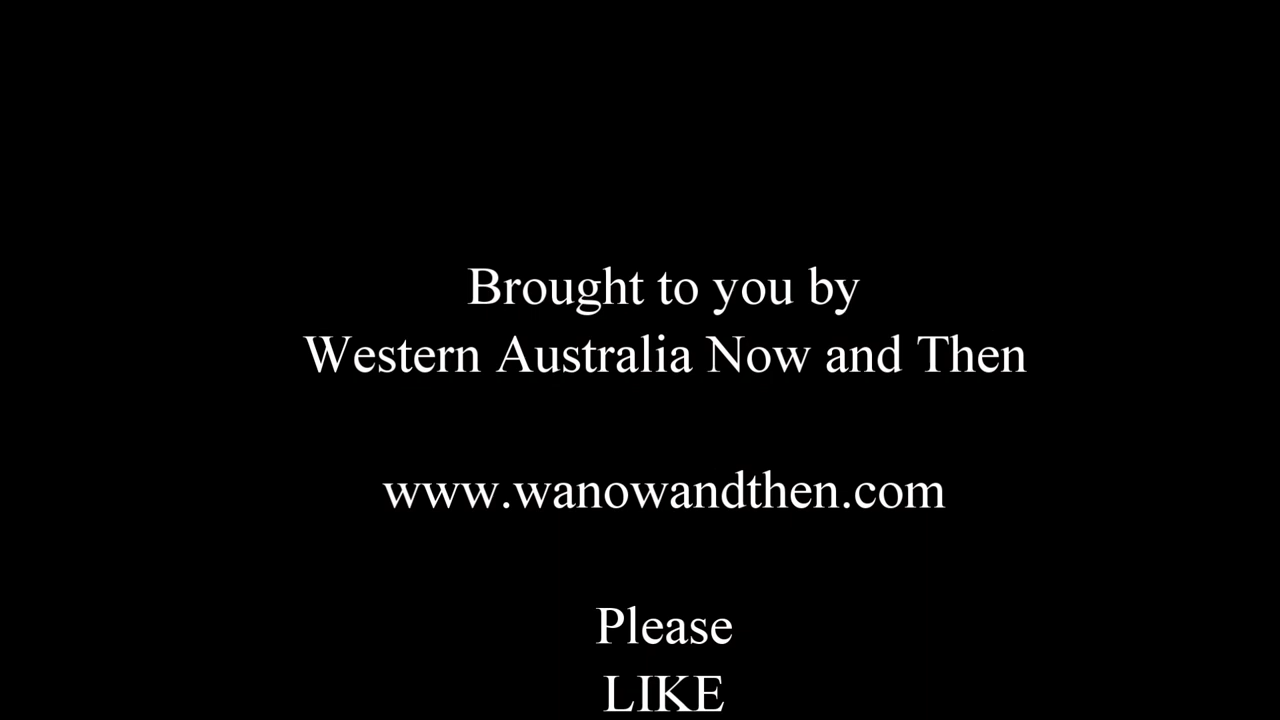 Brought to you by
Western Australia Now and Then
www.wanowandthen.com
Please
LIKE